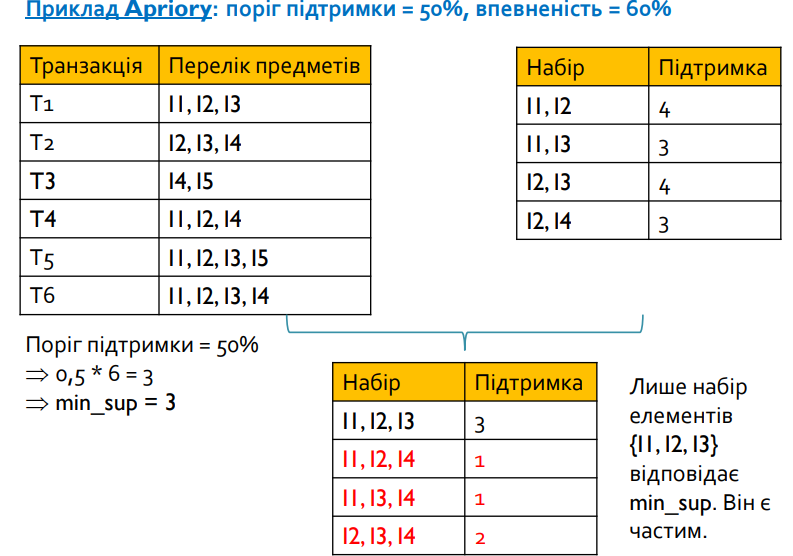 Приклад Apriory: поріг підтримки = 50%, впевненість = 60%
Транзакція Перелік предметів
T1 I1, I2, I3
T2 I2, I3, I4
T3 I4, I5
T4 I1, I2, I4
T5 I1, I2, I3, I5
T6 I1, I2, I3, I4
Набір Підтримка
I1, I2 4
I1, I3 3
I2, I3 4
I2, I4 3
Поріг підтримки = 50%
⇒ 0,5 * 6 = 3
⇒ min_sup = 3
Набір Підтримка
I1, I2, I3 3
I1, I2, I4 1
I1, I3, I4 1
I2, I3, I4 2
Лише набір
елементів
{I1, I2, I3}
відповідає
min_sup. Він є
частим.